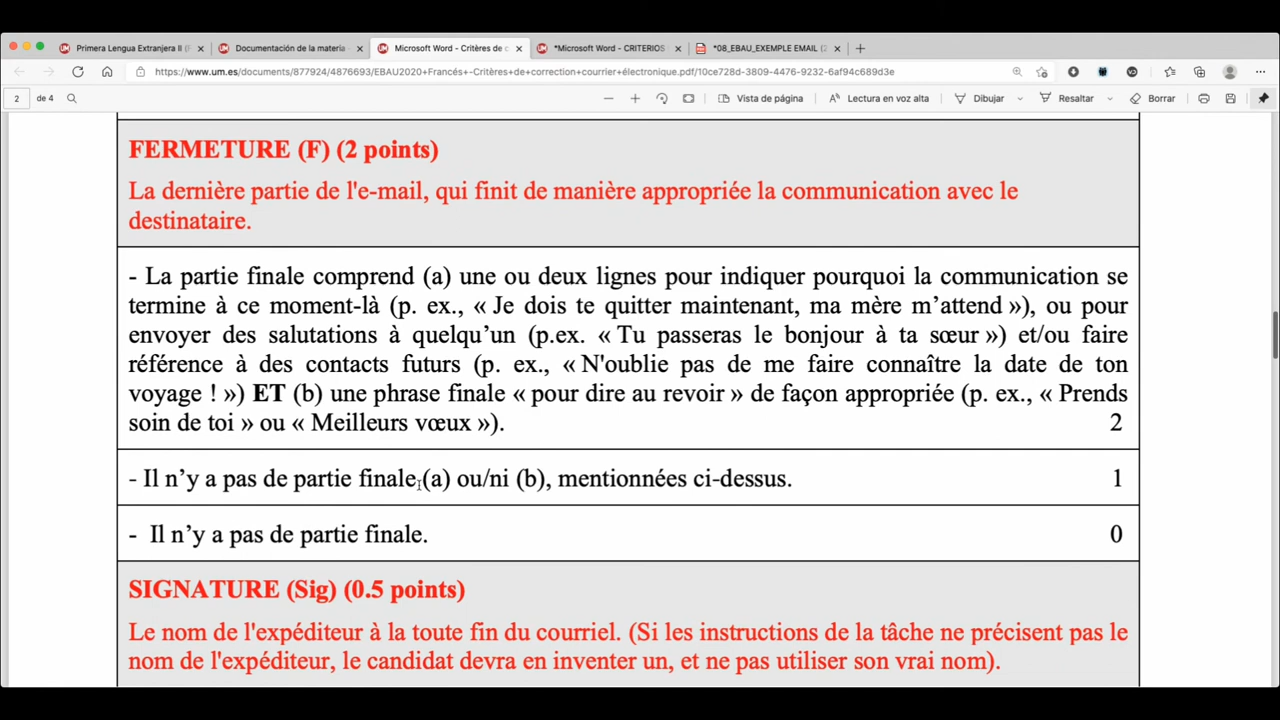 Primera Lengua Extranjera II (F
Documentación de la materia -
Microsoft Word - Critères de c
*Microsoft Word - CRITERIOS
*08_EBAU_EXEMPLE EMAIL (2
https://www.um.es/documents/877924/4876693/EBAU2020+Francés+-Critères+de+correction+courrier+électronique.pdf/10ce728d-3809-4476-9232-6af94c689d3e
2 de 4
Vista de página
Lectura en voz alta
Dibujar
Resaltar
Borrar
FERMETURE (F) (2 points)
La dernière partie de l'e-mail, qui finit de manière appropriée la communication avec le
destinataire.
- La partie finale comprend (a) une ou deux lignes pour indiquer pourquoi la communication se
termine à ce moment-là (p. ex., « Je dois te quitter maintenant, ma mère m’attend »), ou pour
envoyer des salutations à quelqu’un (p.ex. « Tu passeras le bonjour à ta sœur ») et/ou faire
référence à des contacts futurs (p. ex., « N'oublie pas de me faire connaître la date de ton
voyage ! ») ET (b) une phrase finale « pour dire au revoir » de façon appropriée (p. ex., « Prends
soin de toi » ou « Meilleurs vœux »). 2
- Il n’y a pas de partie finale (a) ou/ni (b), mentionnées ci-dessus. 1
- Il n’y a pas de partie finale. 0
SIGNATURE (Sig) (0.5 points)
Le nom de l'expéditeur à la toute fin du courriel. (Si les instructions de la tâche ne précisent pas le
nom de l'expéditeur, le candidat devra en inventer un, et ne pas utiliser son vrai nom).